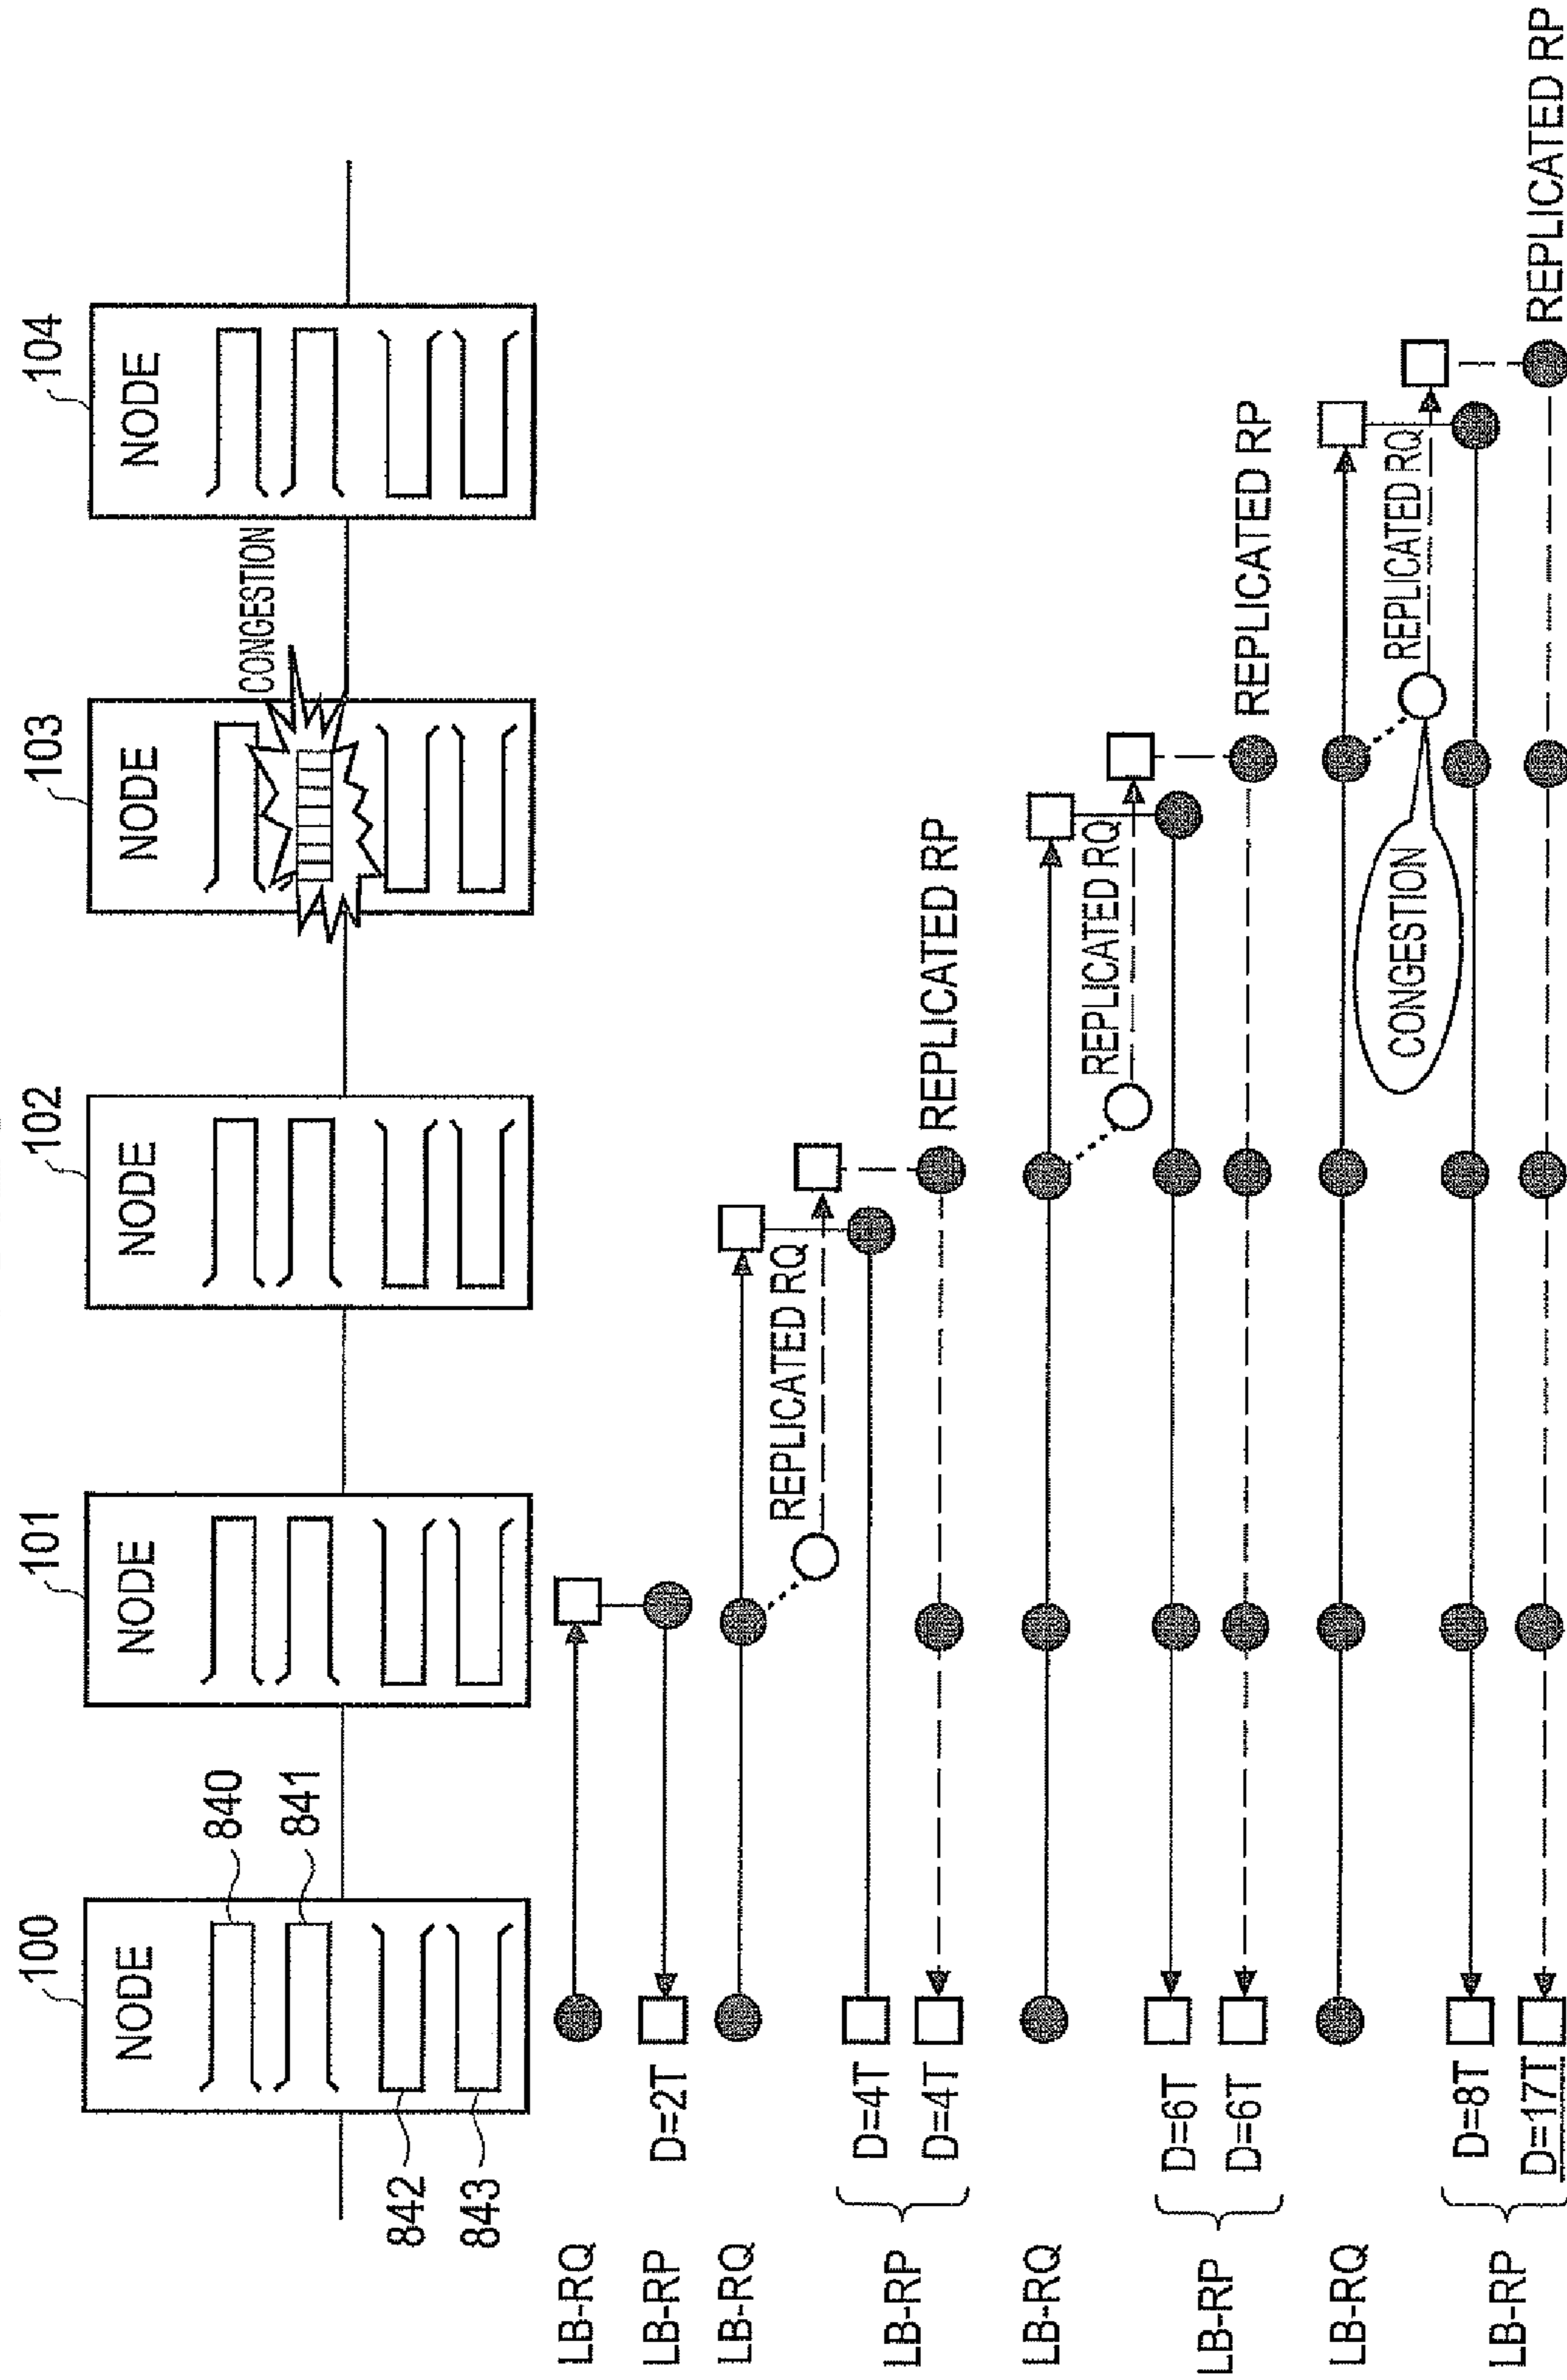 100
101
102
103
104
NODE
NODE
NODE
NODE
NODE
840
841
842
843
CONGESTION
LB-RQ
LB-RP
D=2T
LB-RQ
REPLICATED RQ
LB-RP
D=4T
D=4T
REPLICATED RP
LB-RQ
REPLICATED RQ
LB-RP
D=6T
D=6T
REPLICATED RP
LB-RQ
REPLICATED RQ
CONGESTION
LB-RP
D=8T
D=17T
REPLICATED RP